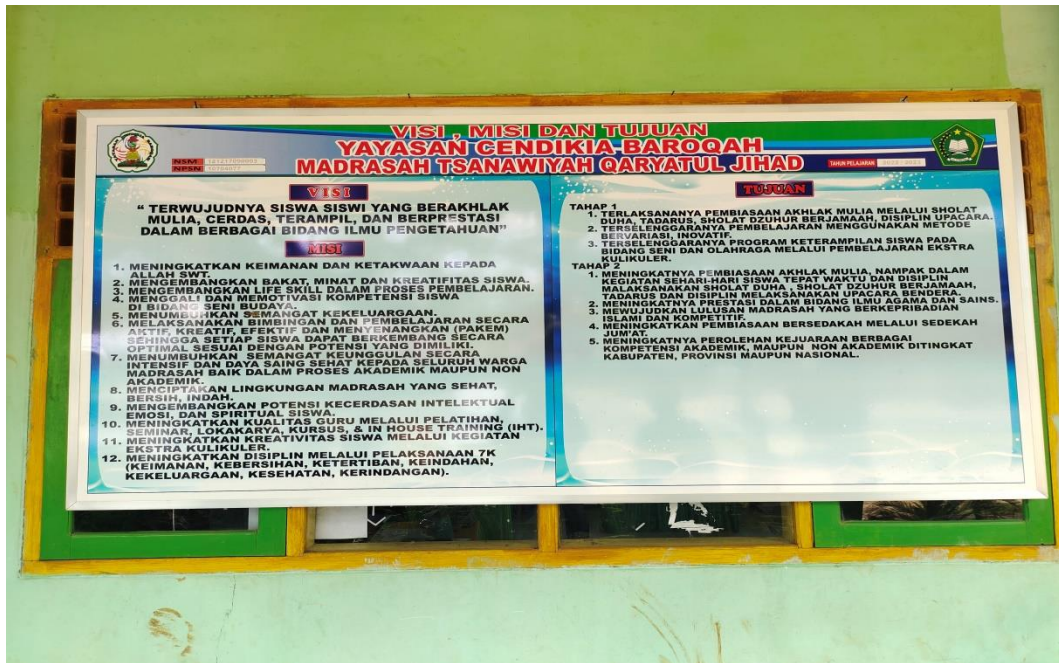 VISI , MISI DAN TUJUAN
YAYASAN CENDIKIA BAROQAH
MADRASAH TSANAWIYAH QARYATUL JIHAD
NSM
NPSN
TAHUN PELAJARAN
VISI
“ TERWUJUDNYA SISWA SISWI YANG BERAKHLAK
MULIA, CERDAS, TERAMPIL, DAN BERPRESTASI
DALAM BERBAGAI BIDANG ILMU PENGETAHUAN”
MISI
1. MENINGKATKAN KEIMANAN DAN KETAKWAAN KEPADA
ALLAH SWT.
2. MENGEMBANGKAN BAKAT, MINAT DAN KREATIFITAS SISWA.
3. MENGEMBANGKAN LIFE SKILL DALAM PROSES PEMBELAJARAN.
4. MENGGALI DAN MEMOTIVASI KOMPETENSI SISWA
DI BIDANG SENI BUDAYA.
5. MENUMBUHKAN SEMANGAT KEKELUARGAAN.
6. MELAKSANAKAN BIMBINGAN DAN PEMBELAJARAN SECARA
AKTIF, KREATIF, EFEKTIF DAN MENYENANGKAN (PAKEM)
SEHINGGA SETIAP SISWA DAPAT BERKEMBANG SECARA
OPTIMAL SESUAI DENGAN POTENSI YANG DIMILIKI.
7. MENUMBUHKAN SEMANGAT KEUNGGULAN SECARA
INTENSIF DAN DAYA SAING SEHAT KEPADA SELURUH WARGA
MADRASAH BAIK DALAM PROSES AKADEMIK MAUPUN NON
AKADEMIK.
8. MENCIPTAKAN LINGKUNGAN MADRASAH YANG SEHAT,
BERSIH, INDAH.
9. MENGEMBANGKAN POTENSI KECERDASAN INTELEKTUAL
EMOSI, DAN SPIRITUAL SISWA.
10. MENINGKATKAN KUALITAS GURU MELALUI PELATIHAN,
SEMINAR, LOKAKARYA, KURSUS, & IN HOUSE TRAINING (IHT).
11. MENINGKATKAN KREATIVITAS SISWA MELALUI KEGIATAN
EKSTRA KULIKULER.
12. MENINGKATKAN DISIPLIN MELALUI PELAKSANAAN 7K
(KEIMANAN, KEBERSIHAN, KETERTIBAN, KEINDAHAN,
KEKELUARGAAN, KESEHATAN, KERINDANGAN).
TUJUAN
TAHAP 1
1. TERLAKSANANYA PEMBIASAAN AKHLAK MULIA MELALUI SHOLAT
DUHA, TADARUS, SHOLAT DZUHUR BERJAMAAH, DISIPLIN UPACARA.
2. TERSELENGGARANYA PEMBELAJARAN MENGGUNAKAN METODE
BERVARIASI, INOVATIF.
3. TERSELENGGARANYA PROGRAM KETERAMPILAN SISWA PADA
BIDANG SENI DAN OLAHRAGA MELALUI PEMBELAJARAN EKSTRA
KULIKULER.
TAHAP 2
1. MENINGKATNYA PEMBIASAAN AKHLAK MULIA, NAMPAK DALAM
KEGIATAN SEHARI-HARI SISWA TEPAT WAKTU DAN DISIPLIN
MALAKSANAKAN SHOLAT DUHA , SHOLAT DZUHUR BERJAMAAH,
TADARUS DAN DISIPLIN MELAKSANAKAN UPACARA BENDERA.
2. MENINGKATNYA PRESTASI DALAM BIDANG ILMU AGAMA DAN SAINS.
3. MEWUJUDKAN LULUSAN MADRASAH YANG BERKEPRIBADIAN
ISLAMI DAN KOMPETTIF.
4. MENINGKATKAN PEMBIASAAN BERSEDAKAH MELALUI SEDEKAH
JUM'AT.
5. MENINGKATNYA PEROLEHAN KEJUARAAN BERBAGAI
KOMPETENSI AKADEMIK, MAUPUN NON AKADEMIK DITINGKAT
KABUPATEN, PROVINSI MAUPUN NASIONAL.